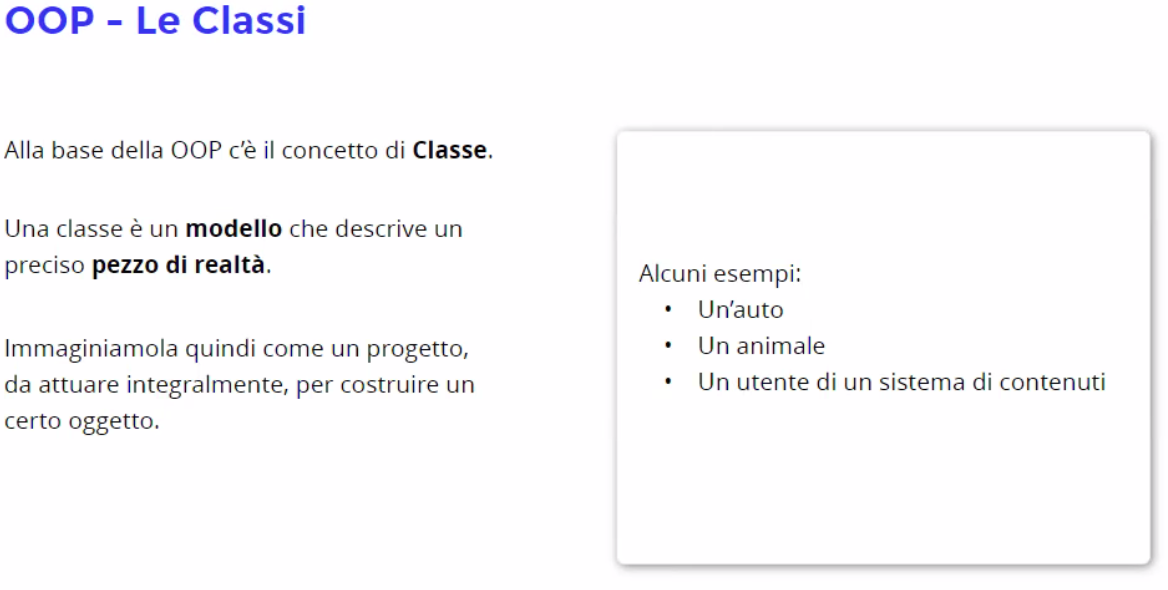 OOP - Le Classi
Alla base della OOP c'è il concetto di Classe.
Una classe è un modello che descrive un
preciso pezzo di realtà.
Immaginiamola quindi come un progetto,
da attuare integralmente, per costruire un
certo oggetto.
Alcuni esempi:
• Un'auto
• Un animale
• Un utente di un sistema di contenuti